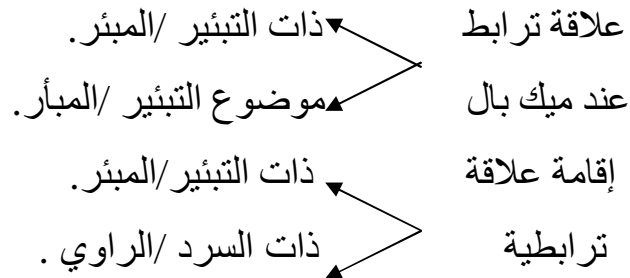 علاقة ترابط ذات التبئير /المبئر.
عند ميك بال موضوع التبئير /المبأر.
إقامة علاقة ذات التبئير/المبئر.
ترابطية ذات السرد /الراوي .